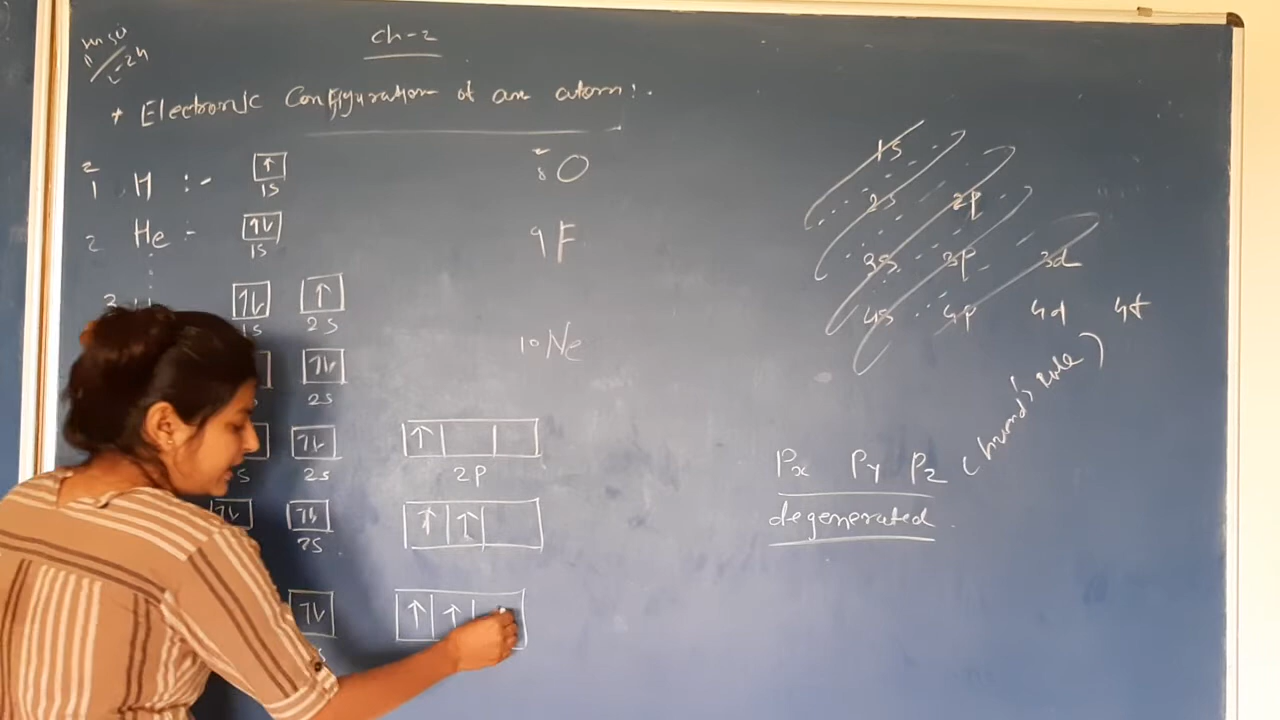 Ch-2
* Electronic Configuration of an atom:.
2
1 H :-
↑
1S
2 He :-
↑↓
1S
3
↑↓ ↑
1S 2S
↑↓
2S
↑↓ ↑
S 2S 2P
↑↓ ↑↓ ↑ ↑
2S
↑↓ ↑ ↑
S
8 O
9 F
10 Ne
1S
2S 2P
3S 3P 3d
4S 4P 4d 4f
Px Py Pz (hund's rule)
degenerated